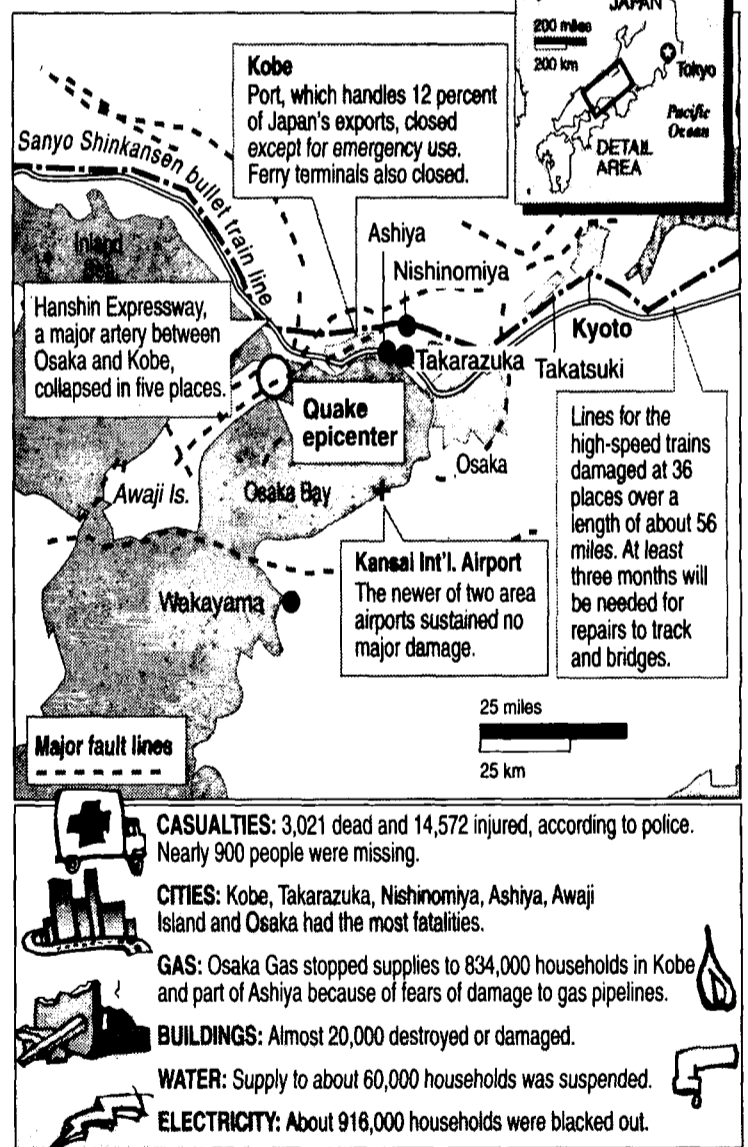 JAPAN
200 miles
200 km
Tokyo
Pacific
Ocean
DETAIL
AREA
Kobe
Port, which handles 12 percent
of Japan's exports, closed
except for emergency use.
Ferry terminals also closed.
Sanyo Shinkansen bullet train line
Inland
Ashiya
Nishinomiya
Hanshin Expressway,
a major artery between
Osaka and Kobe,
collapsed in five places.
Takarazuka
Takatsuki
Kyoto
Quake
epicenter
Lines for the
high-speed trains
damaged at 36
places over a
length of about 56
miles. At least
three months will
be needed for
repairs to track
and bridges.
Awaji Is.
Osaka Bay
Osaka
Kansai Int'l. Airport
The newer of two area
airports sustained no
major damage.
Wakayama
25 miles
25 km
Major fault lines
CASUALTIES: 3,021 dead and 14,572 injured, according to police.
Nearly 900 people were missing.
CITIES: Kobe, Takarazuka, Nishinomiya, Ashiya, Awaji
Island and Osaka had the most fatalities.
GAS: Osaka Gas stopped supplies to 834,000 households in Kobe
and part of Ashiya because of fears of damage to gas pipelines.
BUILDINGS: Almost 20,000 destroyed or damaged.
WATER: Supply to about 60,000 households was suspended.
ELECTRICITY: About 916,000 households were blacked out.